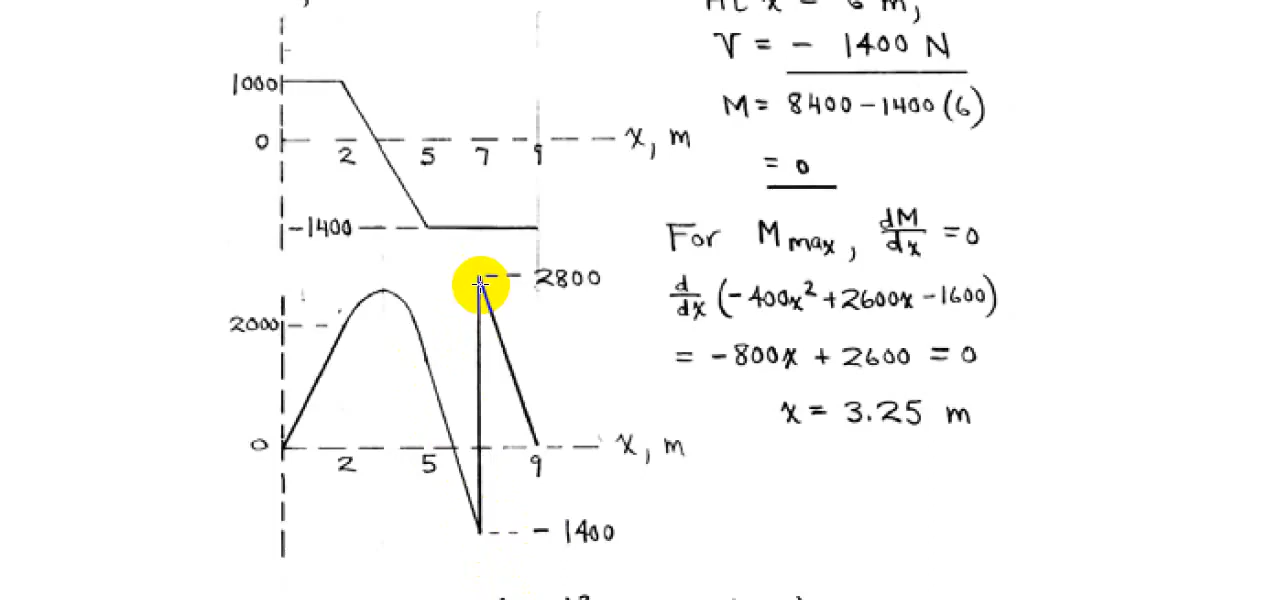 1000
0
2 5 7 9
x, m
-1400
2800
2000
0
2 5 9
x, m
- 1400
V = - 1400 N
M = 8400 - 1400 (6)
= 0
For M max, dM/dx = 0
d/dx (-400x² + 2600x - 1600)
= -800x + 2600 = 0
x = 3.25 m